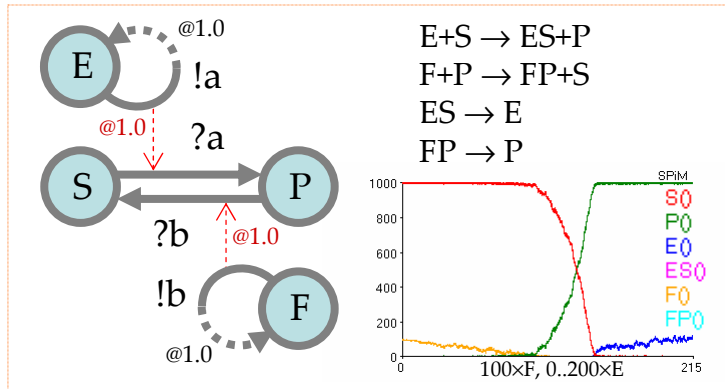 @1.0
E
!a
@1.0
?a
S
P
?b
@1.0
!b
F
@1.0
E+S → ES+P
F+P → FP+S
ES → E
FP → P
SPiM
1000
800
600
400
200
0
S()
P()
E()
ES()
F()
FP()
0
100×F, 0..200×E
215